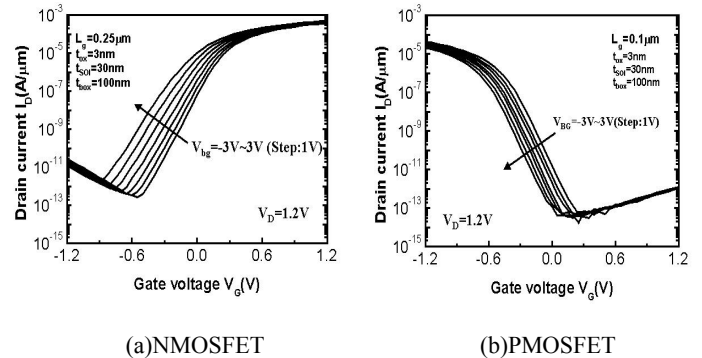 Drain current I_D(A/μm)
10^-3
10^-5
10^-7
10^-9
10^-11
10^-13
10^-15
L_g=0.25μm
t_ox=3nm
t_SOI=30nm
t_box=100nm
V_bg=-3V~3V (Step:1V)
V_D=1.2V
-1.2 -0.6 0.0 0.6 1.2
Gate voltage V_G(V)
(a)NMOSFET
Drain current I_D(A/μm)
10^-3
10^-5
10^-7
10^-9
10^-11
10^-13
10^-15
L_g=0.1μm
t_ox=3nm
t_SOI=30nm
t_box=100nm
V_BG=-3V~3V(Step:1V)
V_D=1.2V
-1.2 -0.6 0.0 0.6 1.2
Gate voltage V_G(V)
(b)PMOSFET